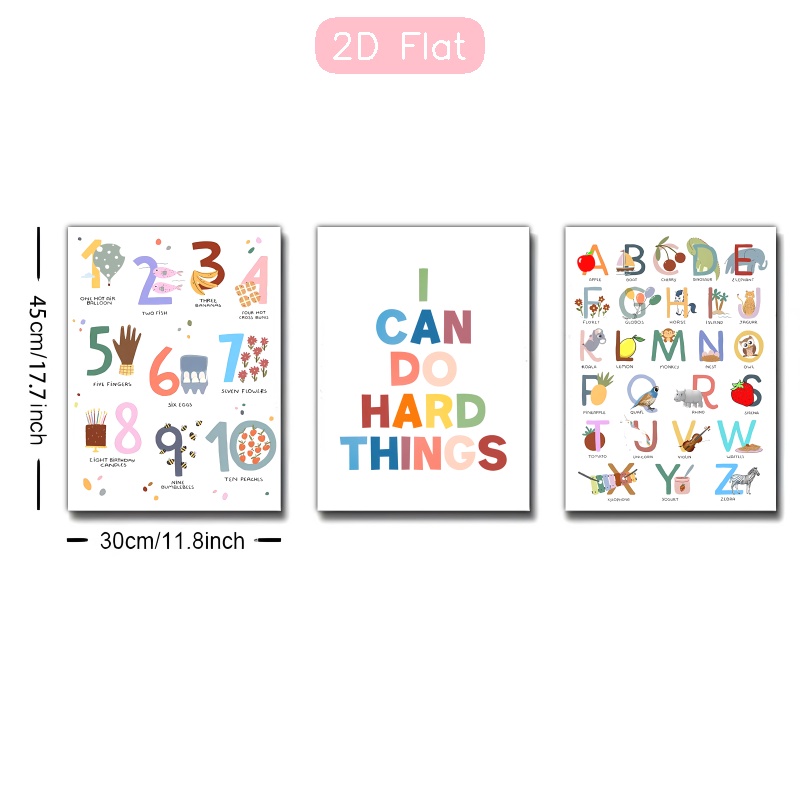 2D Flat
45cm/17.7inch
30cm/11.8inch
1 2 3 4
ONE HOT AIR
BALLOON
TWO FISH
THREE
BANANAS
FOUR HOT
CROSS BUNS
5 6 7
FIVE FINGERS
SIX EGGS
SEVEN FLOWERS
8 9 10
EIGHT BIRTHDAY
CANDLES
NINE
BUMBLEBEES
TEN PEACHES
I
CAN
DO
HARD
THINGS
A B C D E
APPLE BOAT CHERRY DINOSAUR ELEPHANT
F G H I J
HORSE ISLAND JAGUAR
K L M N O
KOALA LEMON MONKEY NEST OWL
P Q R S
PINEAPPLE QUAIL RHINO
T U V W
TOMATO UNICORN VIOLIN WAFFLES
X Y Z
XYLOPHONE YOGURT ZEBRA